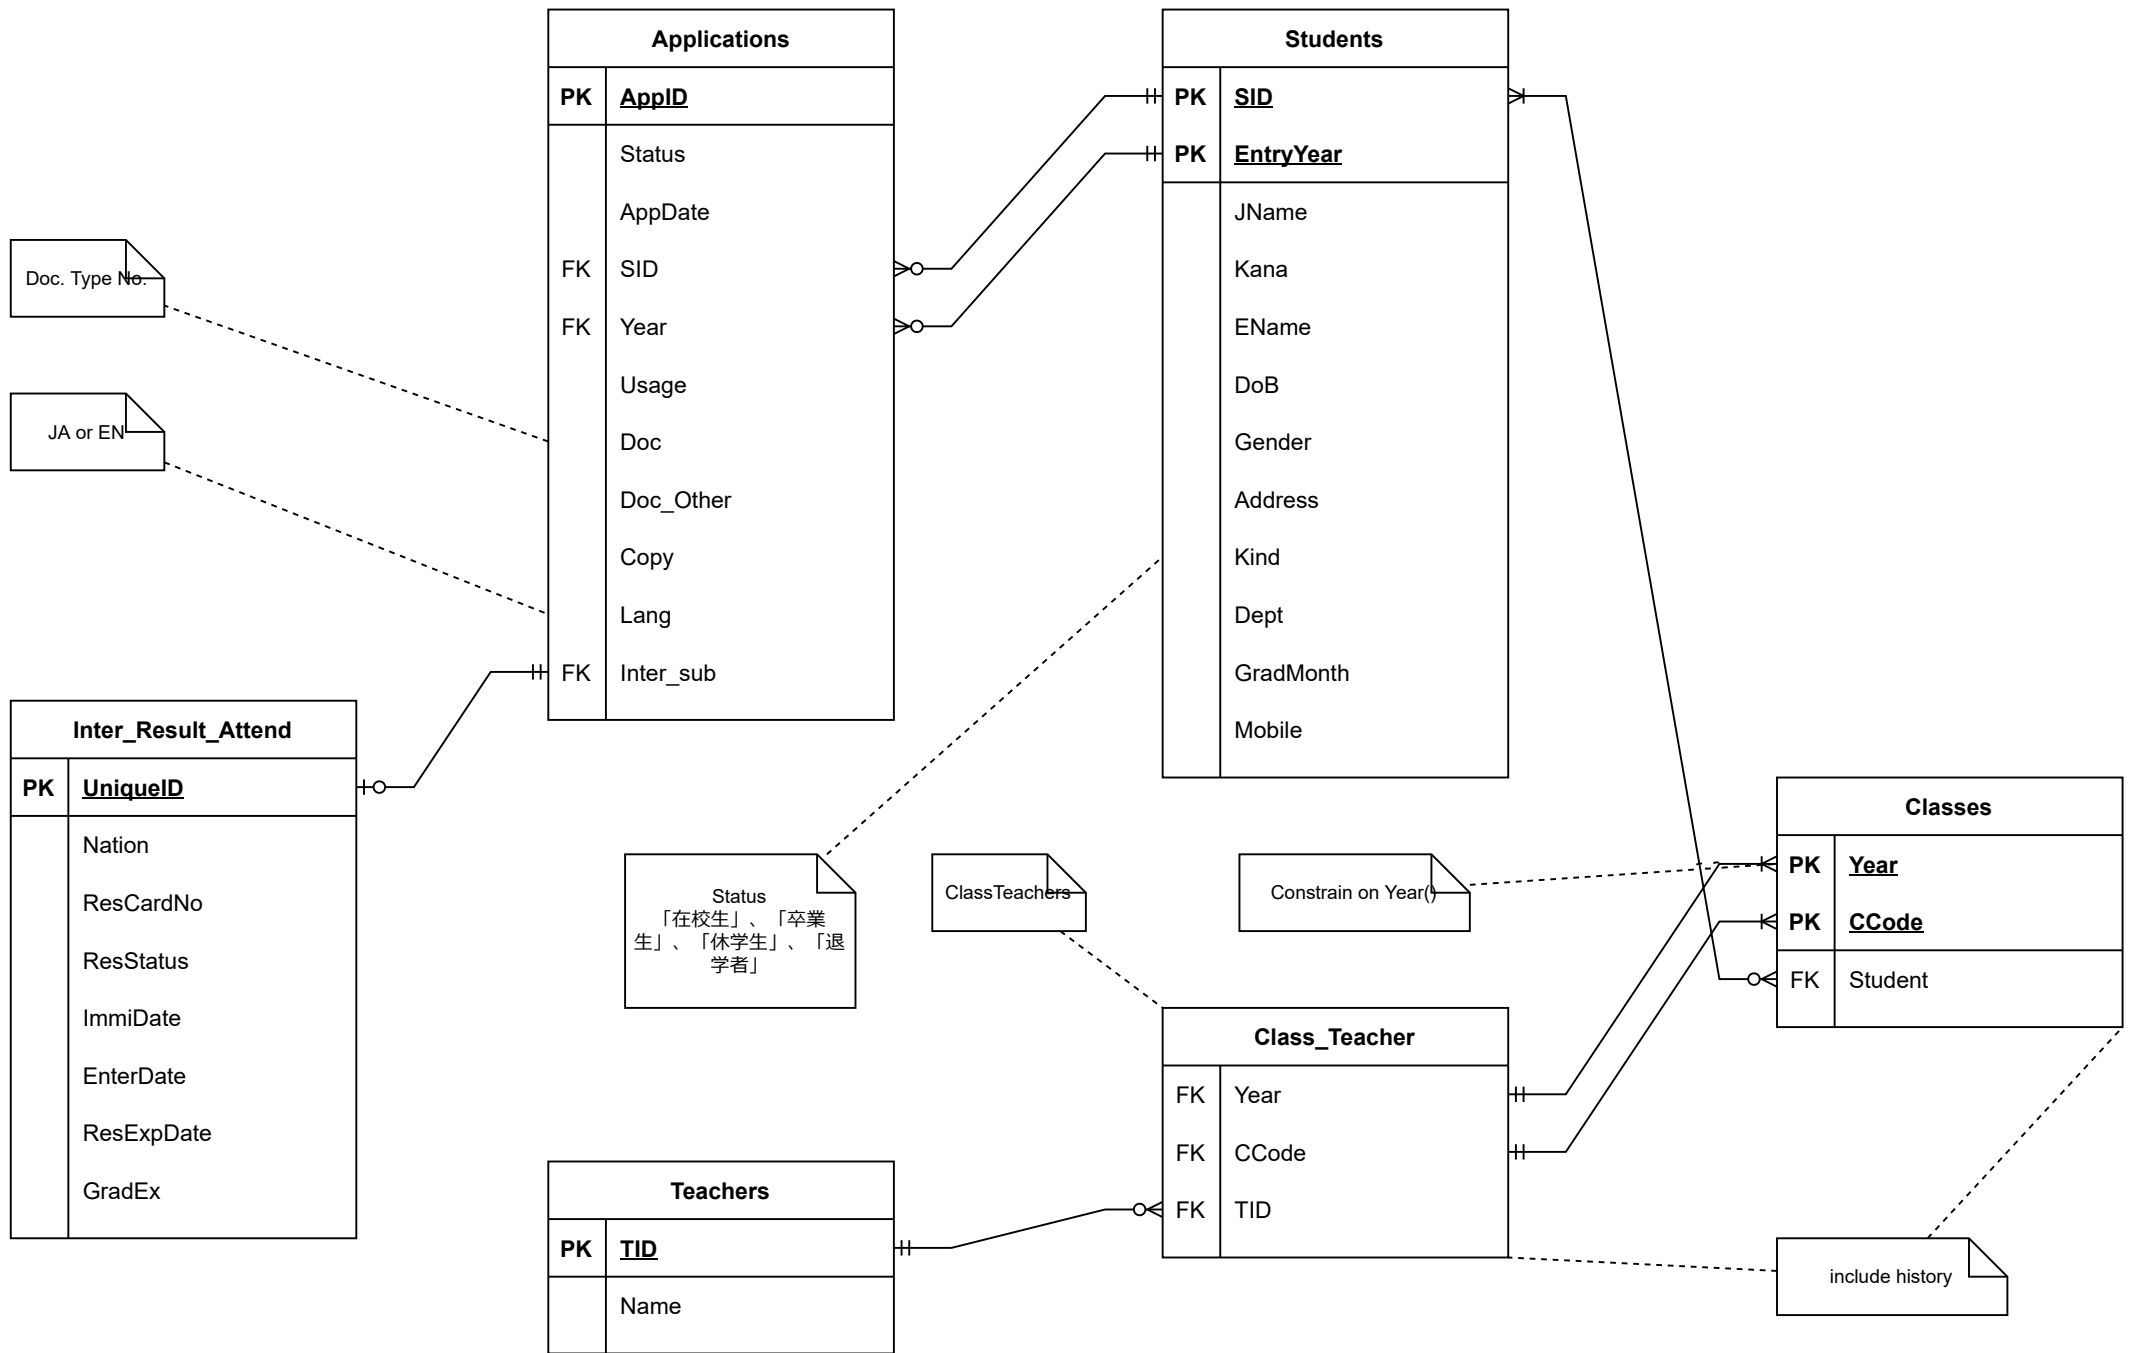 Applications
PK AppID
Status
AppDate
FK SID
FK Year
Usage
Doc
Doc_Other
Copy
Lang
FK Inter_sub
Students
PK SID
PK EntryYear
JName
Kana
EName
DoB
Gender
Address
Kind
Dept
GradMonth
Mobile
Doc. Type No.
JA or EN
Inter_Result_Attend
PK UniqueID
Nation
ResCardNo
ResStatus
ImmiDate
EnterDate
ResExpDate
GradEx
Status
「在校生」、「卒業
生」、「休学生」、「退
学者」
ClassTeachers
Constrain on Year()
Classes
PK Year
PK CCode
FK Student
Class_Teacher
FK Year
FK CCode
FK TID
Teachers
PK TID
Name
include history